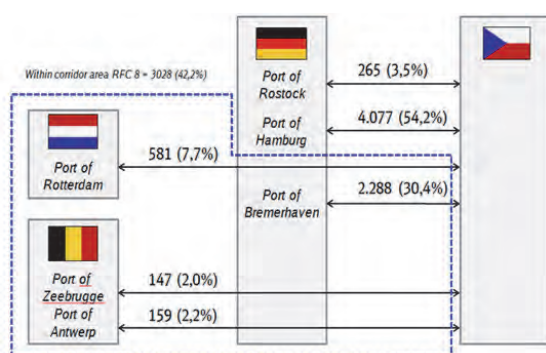 Within corridor area RFC 8 = 3028 (42,2%)
Port of
Rostock
265 (3,5%)
Port of
Hamburg
4.077 (54,2%)
Port of
Rotterdam
581 (7,7%)
Port of
Bremerhaven
2.288 (30,4%)
Port of
Zeebrugge
147 (2,0%)
Port of
Antwerp
159 (2,2%)